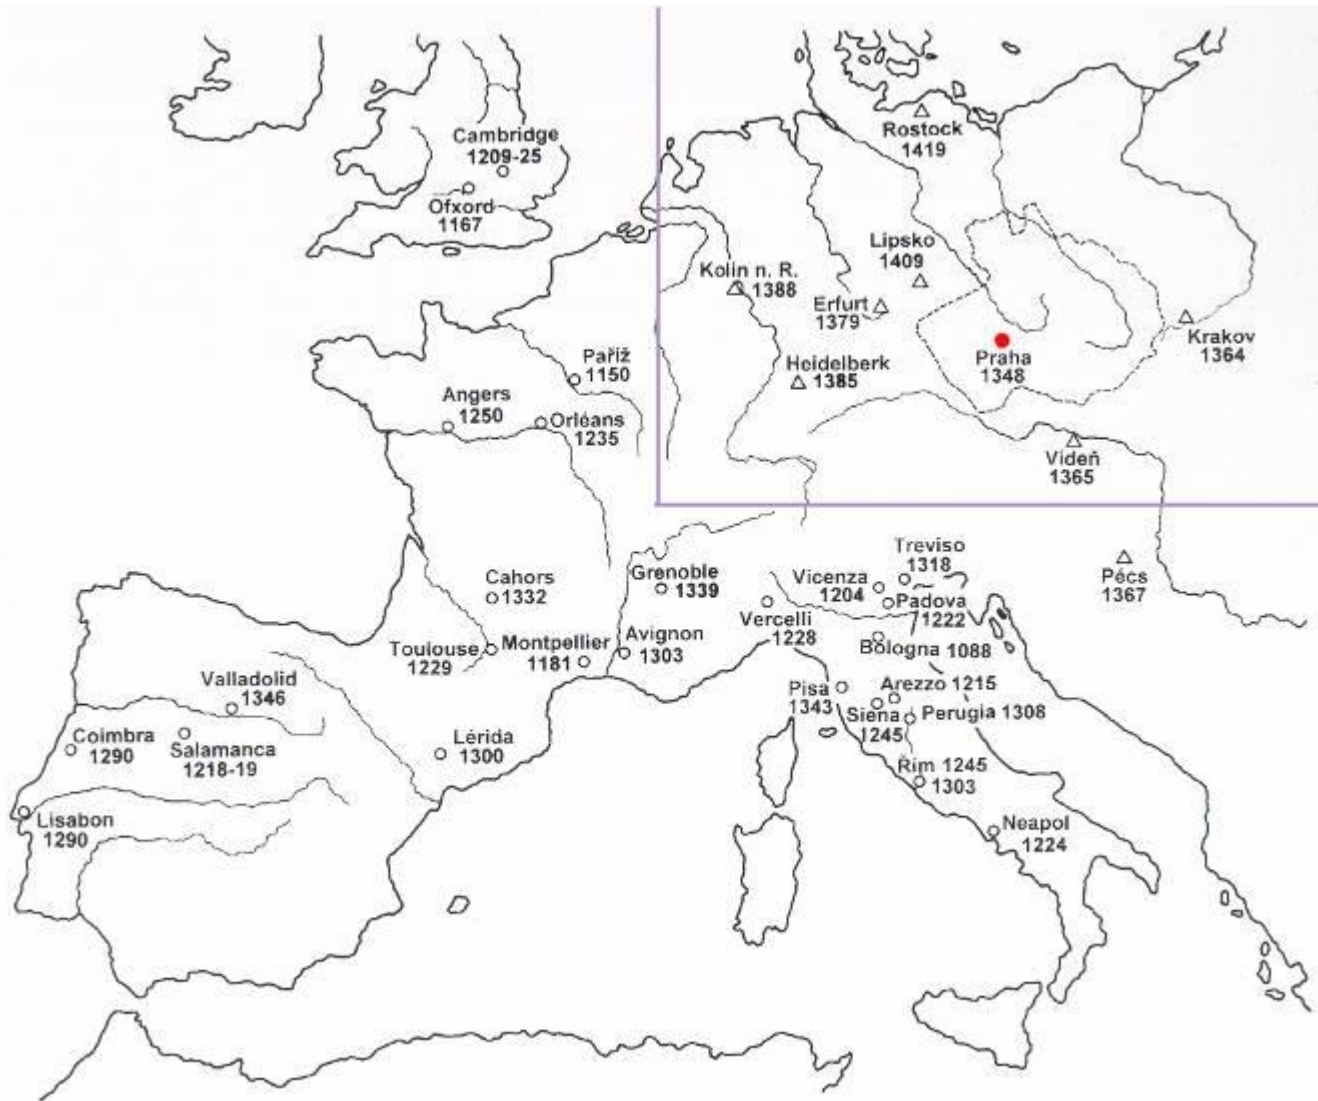 Cambridge
1209-25
Ofxord
1167
Rostock
1419
Lipsko
1409
Kolin n. R.
1388
Erfurt
1379
Krakov
1364
Praha
1348
Heidelberk
1385
Paříž
1150
Angers
1250
Orléans
1235
Videň
1365
Treviso
1318
Pécs
1367
Cahors
1332
Grenoble
1339
Vicenza
1204
Padova
1222
Vercelli
1228
Toulouse
1229
Montpellier
1181
Avignon
1303
Bologna 1088
Valladolid
1346
Pisa
1343
Arezzo 1215
Siena
1245
Perugia 1308
Coimbra
1290
Salamanca
1218-19
Lérida
1300
Řím 1245
1303
Lisabon
1290
Neapol
1224